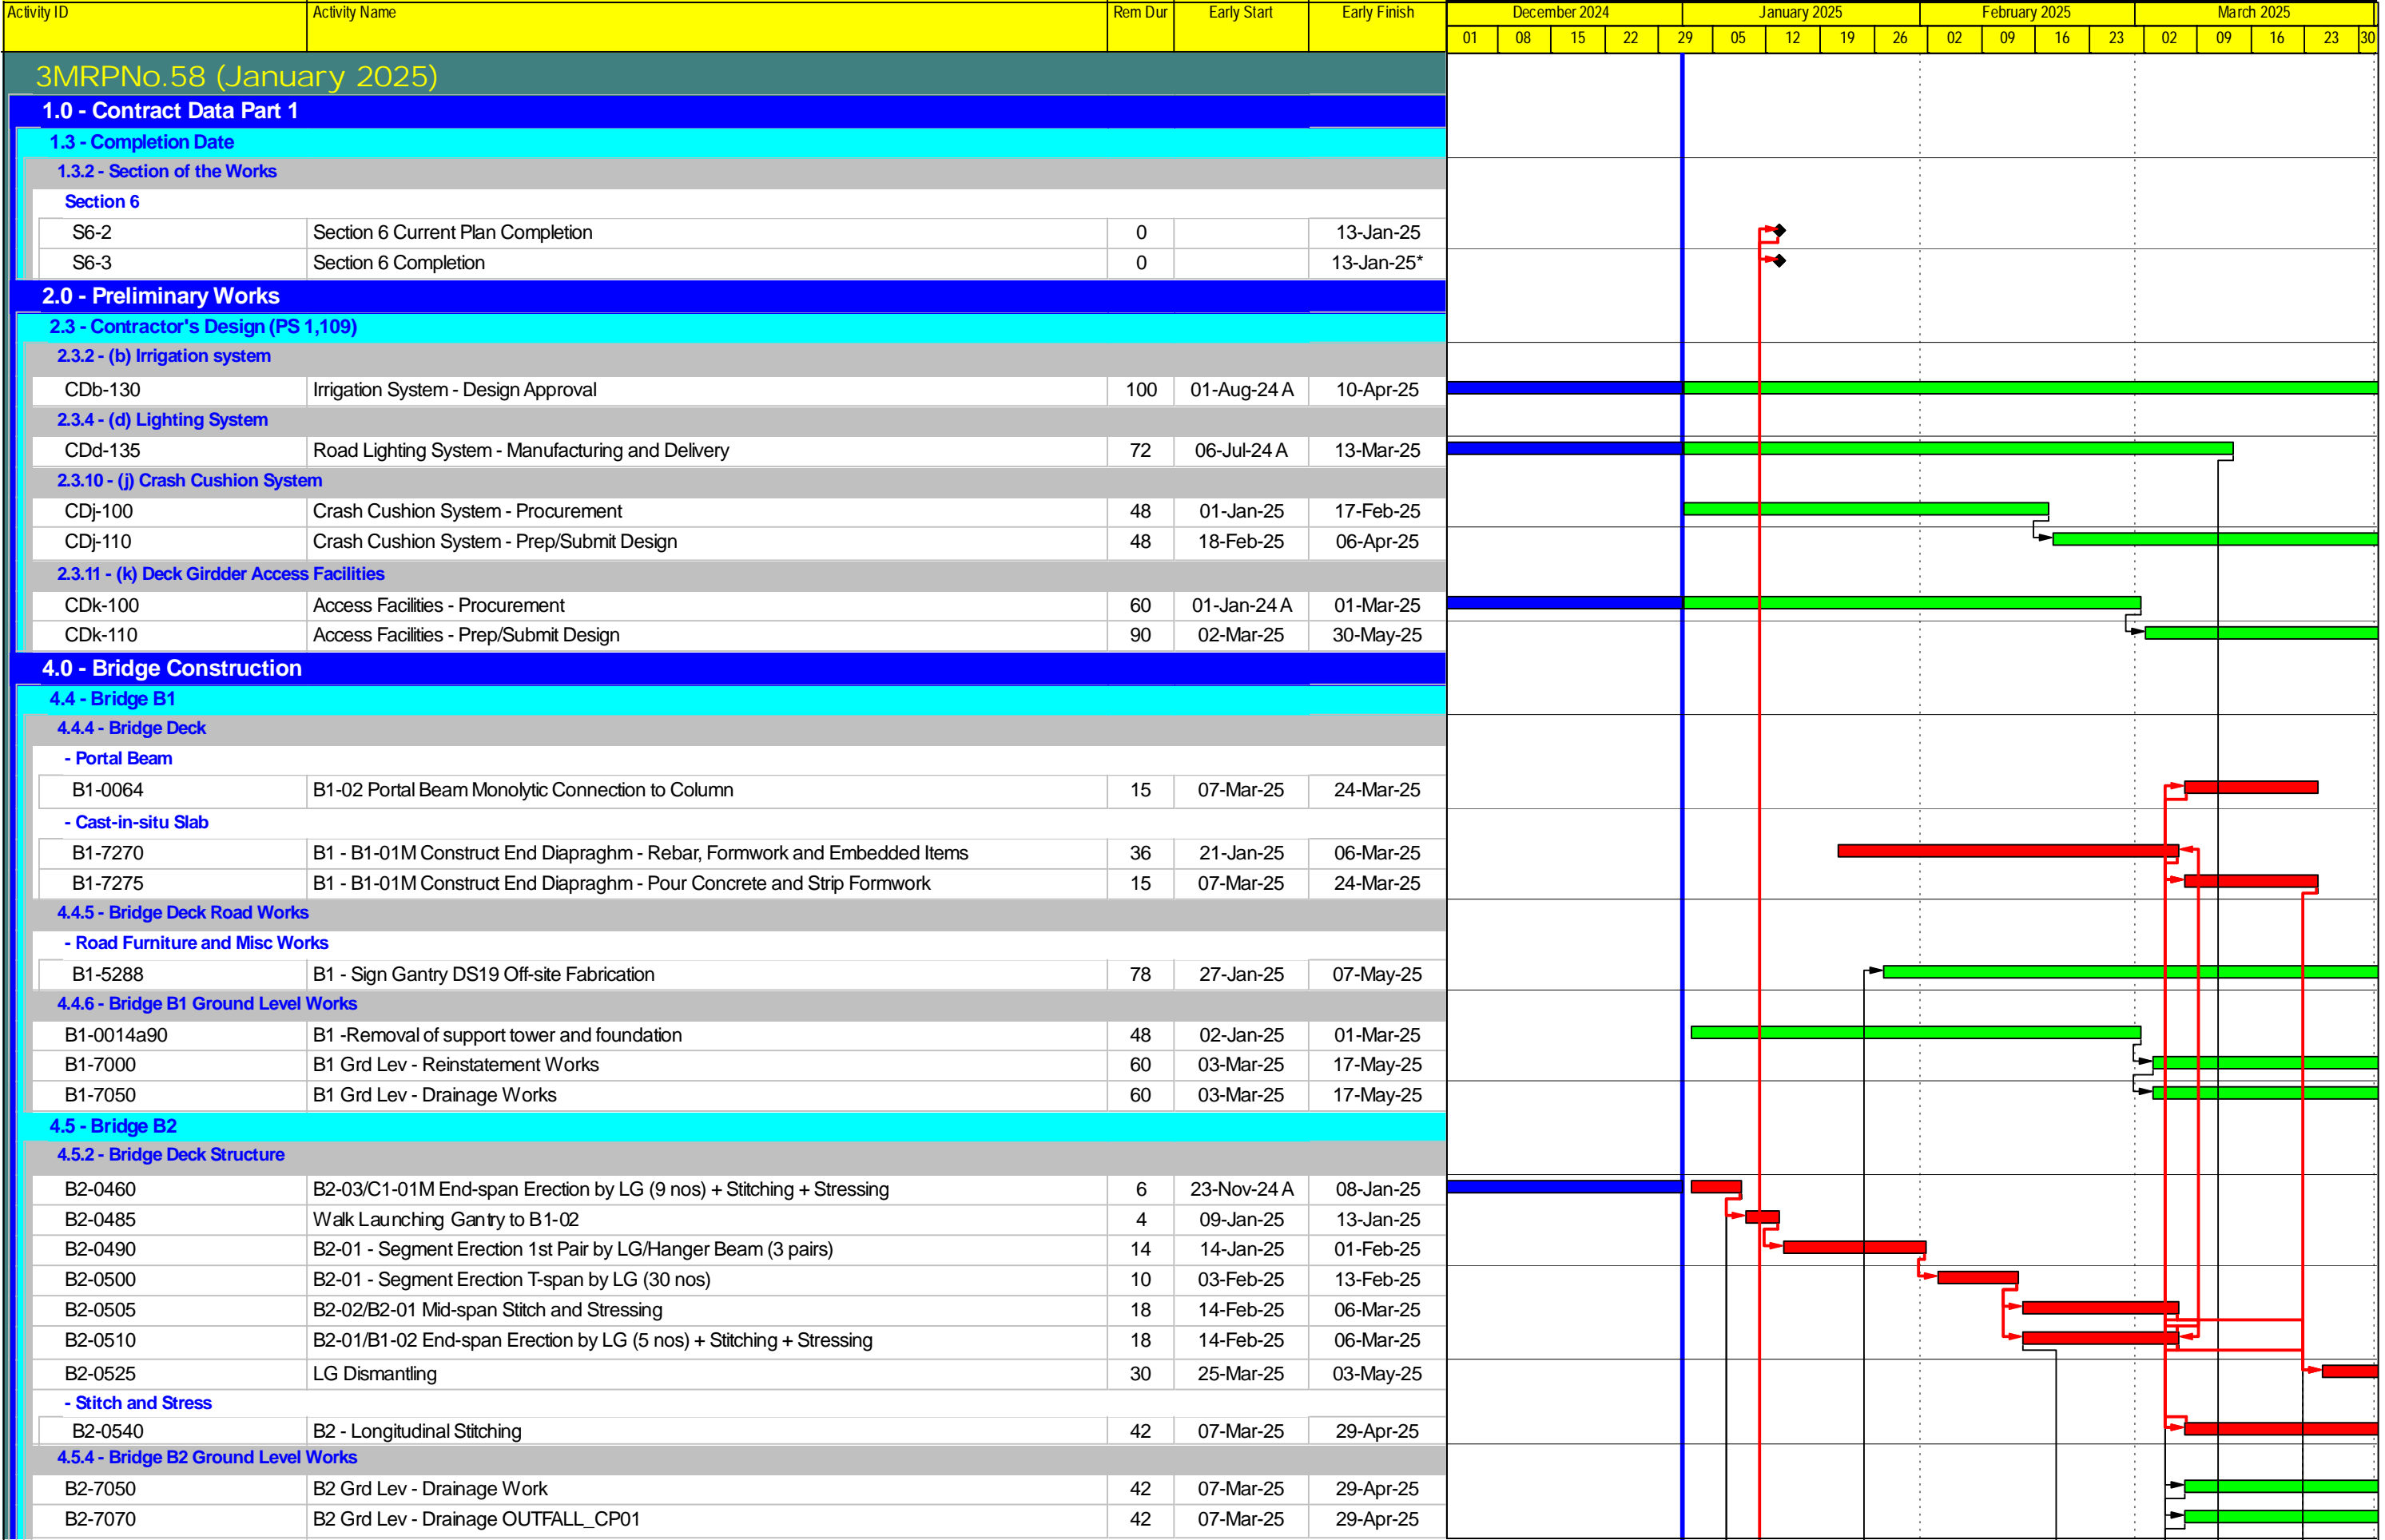 Activity ID Activity Name Rem Dur Early Start Early Finish December 2024 January 2025 February 2025 March 2025
01 08 15 22 29 05 12 19 26 02 09 16 23 02 09 16 23 30
3MRPNo.58 (January 2025)
1.0 - Contract Data Part 1
1.3 - Completion Date
1.3.2 - Section of the Works
Section 6
S6-2 Section 6 Current Plan Completion 0 13-Jan-25
S6-3 Section 6 Completion 0 13-Jan-25*
2.0 - Preliminary Works
2.3 - Contractor's Design (PS 1,109)
2.3.2 - (b) Irrigation system
CDb-130 Irrigation System - Design Approval 100 01-Aug-24 A 10-Apr-25
2.3.4 - (d) Lighting System
CDd-135 Road Lighting System - Manufacturing and Delivery 72 06-Jul-24 A 13-Mar-25
2.3.10 - (j) Crash Cushion System
CDj-100 Crash Cushion System - Procurement 48 01-Jan-25 17-Feb-25
CDj-110 Crash Cushion System - Prep/Submit Design 48 18-Feb-25 06-Apr-25
2.3.11 - (k) Deck Girdder Access Facilities
CDk-100 Access Facilities - Procurement 60 01-Jan-24 A 01-Mar-25
CDk-110 Access Facilities - Prep/Submit Design 90 02-Mar-25 30-May-25
4.0 - Bridge Construction
4.4 - Bridge B1
4.4.4 - Bridge Deck
- Portal Beam
B1-0064 B1-02 Portal Beam Monolytic Connection to Column 15 07-Mar-25 24-Mar-25
- Cast-in-situ Slab
B1-7270 B1 - B1-01M Construct End Diapraghm - Rebar, Formwork and Embedded Items 36 21-Jan-25 06-Mar-25
B1-7275 B1 - B1-01M Construct End Diapraghm - Pour Concrete and Strip Formwork 15 07-Mar-25 24-Mar-25
4.4.5 - Bridge Deck Road Works
- Road Furniture and Misc Works
B1-5288 B1 - Sign Gantry DS19 Off-site Fabrication 78 27-Jan-25 07-May-25
4.4.6 - Bridge B1 Ground Level Works
B1-0014a90 B1 -Removal of support tower and foundation 48 02-Jan-25 01-Mar-25
B1-7000 B1 Grd Lev - Reinstatement Works 60 03-Mar-25 17-May-25
B1-7050 B1 Grd Lev - Drainage Works 60 03-Mar-25 17-May-25
4.5 - Bridge B2
4.5.2 - Bridge Deck Structure
B2-0460 B2-03/C1-01M End-span Erection by LG (9 nos) + Stitching + Stressing 6 23-Nov-24 A 08-Jan-25
B2-0485 Walk Launching Gantry to B1-02 4 09-Jan-25 13-Jan-25
B2-0490 B2-01 - Segment Erection 1st Pair by LG/Hanger Beam (3 pairs) 14 14-Jan-25 01-Feb-25
B2-0500 B2-01 - Segment Erection T-span by LG (30 nos) 10 03-Feb-25 13-Feb-25
B2-0505 B2-02/B2-01 Mid-span Stitch and Stressing 18 14-Feb-25 06-Mar-25
B2-0510 B2-01/B1-02 End-span Erection by LG (5 nos) + Stitching + Stressing 18 14-Feb-25 06-Mar-25
B2-0525 LG Dismantling 30 25-Mar-25 03-May-25
- Stitch and Stress
B2-0540 B2 - Longitudinal Stitching 42 07-Mar-25 29-Apr-25
4.5.4 - Bridge B2 Ground Level Works
B2-7050 B2 Grd Lev - Drainage Work 42 07-Mar-25 29-Apr-25
B2-7070 B2 Grd Lev - Drainage OUTFALL_CP01 42 07-Mar-25 29-Apr-25